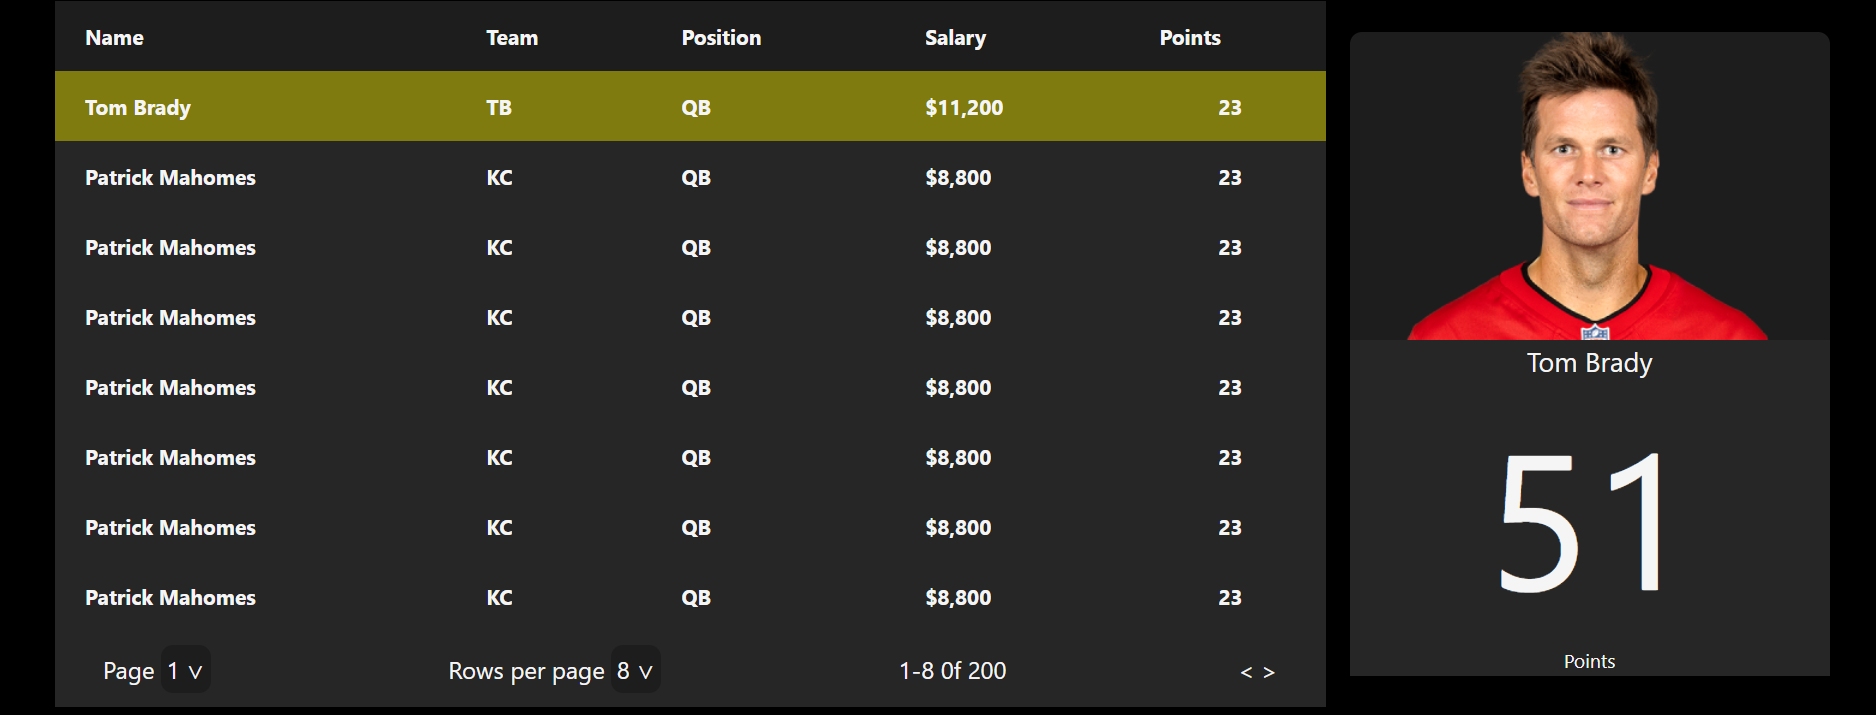 Name Team Position Salary Points
Tom Brady TB QB $11,200 23
Patrick Mahomes KC QB $8,800 23
Patrick Mahomes KC QB $8,800 23
Patrick Mahomes KC QB $8,800 23
Patrick Mahomes KC QB $8,800 23
Patrick Mahomes KC QB $8,800 23
Patrick Mahomes KC QB $8,800 23
Patrick Mahomes KC QB $8,800 23
Page 1 Rows per page 8 1-8 0f 200 < >
Tom Brady
51
Points